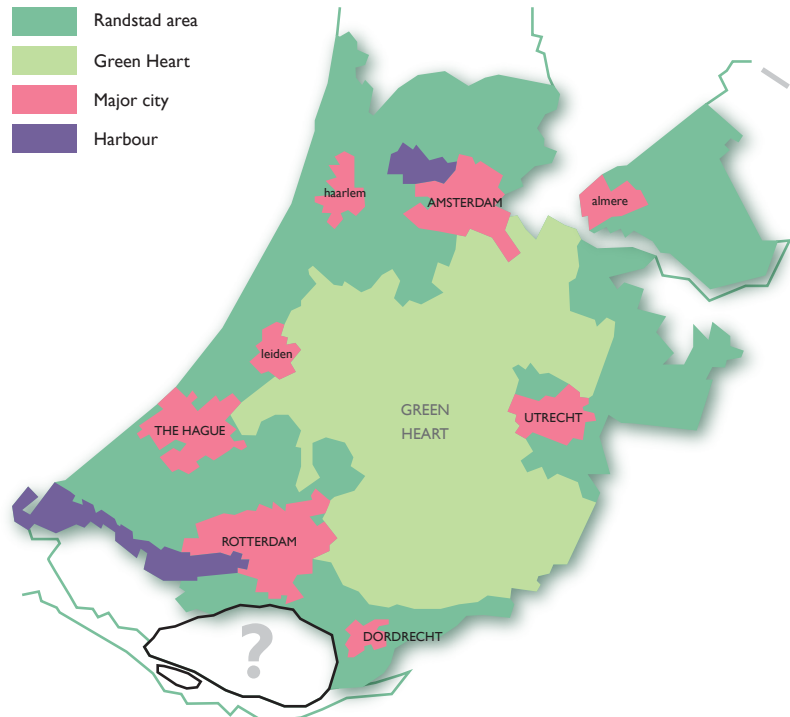 Randstad area
Green Heart
Major city
Harbour
haarlem
AMSTERDAM
almere
leiden
GREEN
HEART
THE HAGUE
UTRECHT
ROTTERDAM
DORDRECHT
?